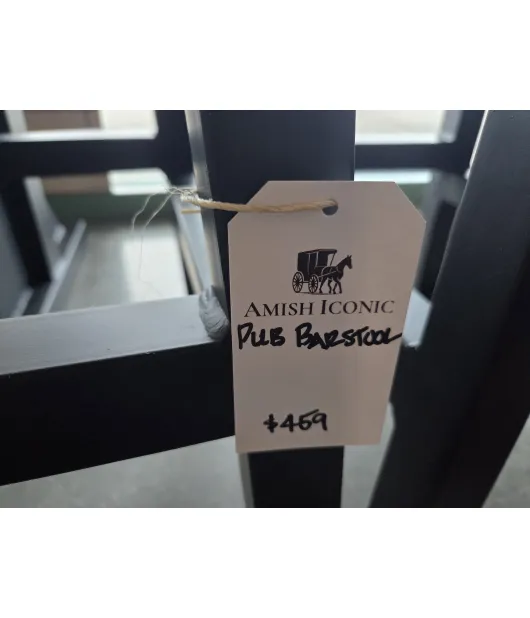 AMISH ICONIC
PUB BARSTOOL
$459